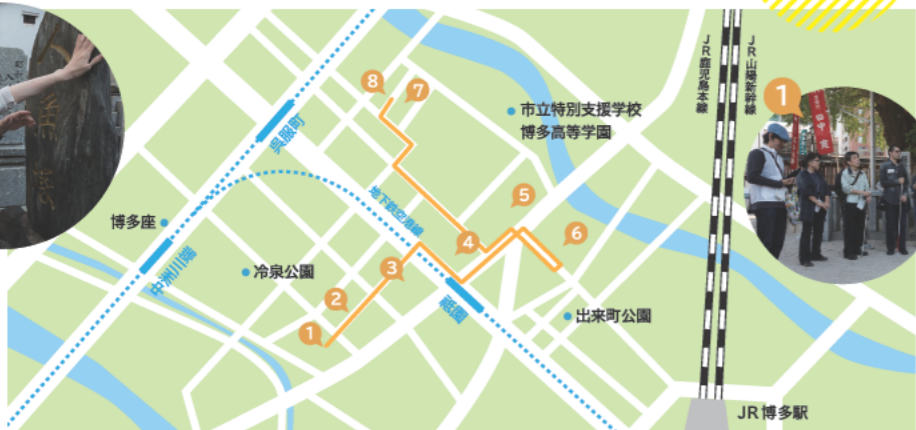 1
8
7
市立特別支援学校
博多高等学園
JR鹿児島本線
JR山陽新幹線
呉服町
地下鉄空港線
5
6
4
博多座
中洲川端
冷泉公園
3
2
1
祇園
出来町公園
JR博多駅